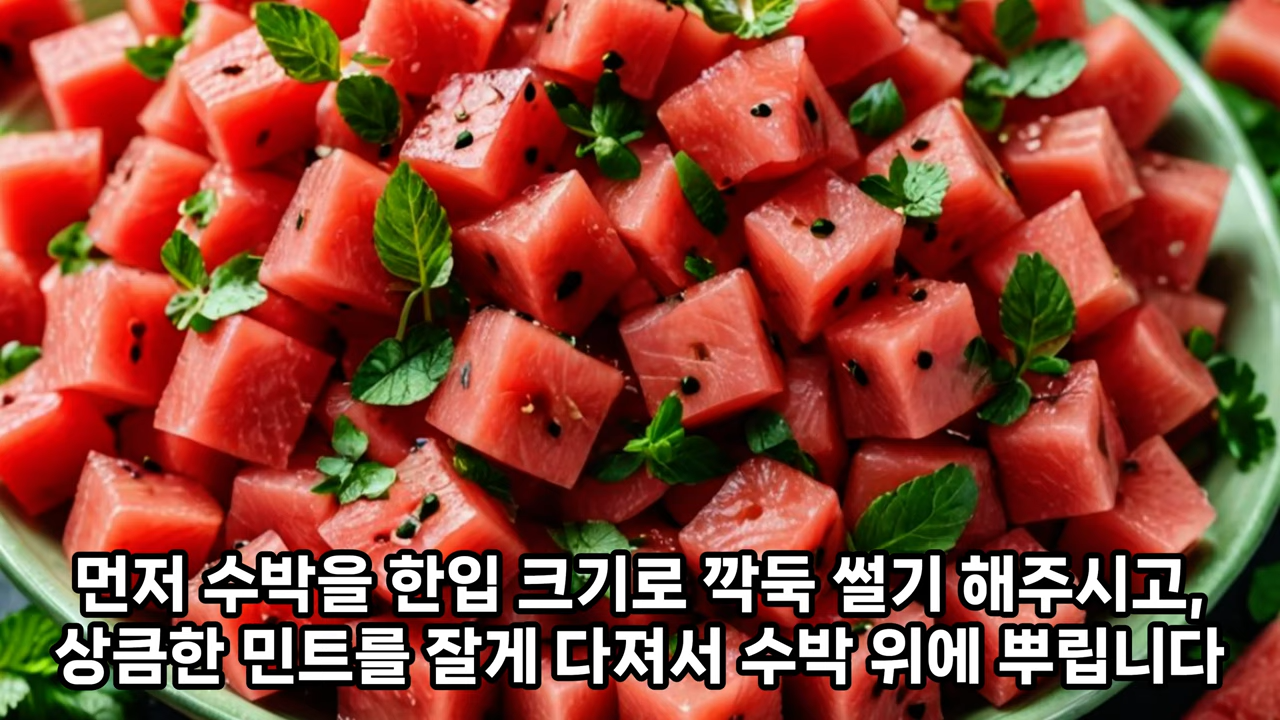 먼저 수박을 한입 크기로 깍둑 썰기 해주시고,
상큼한 민트를 잘게 다져서 수박 위에 뿌립니다